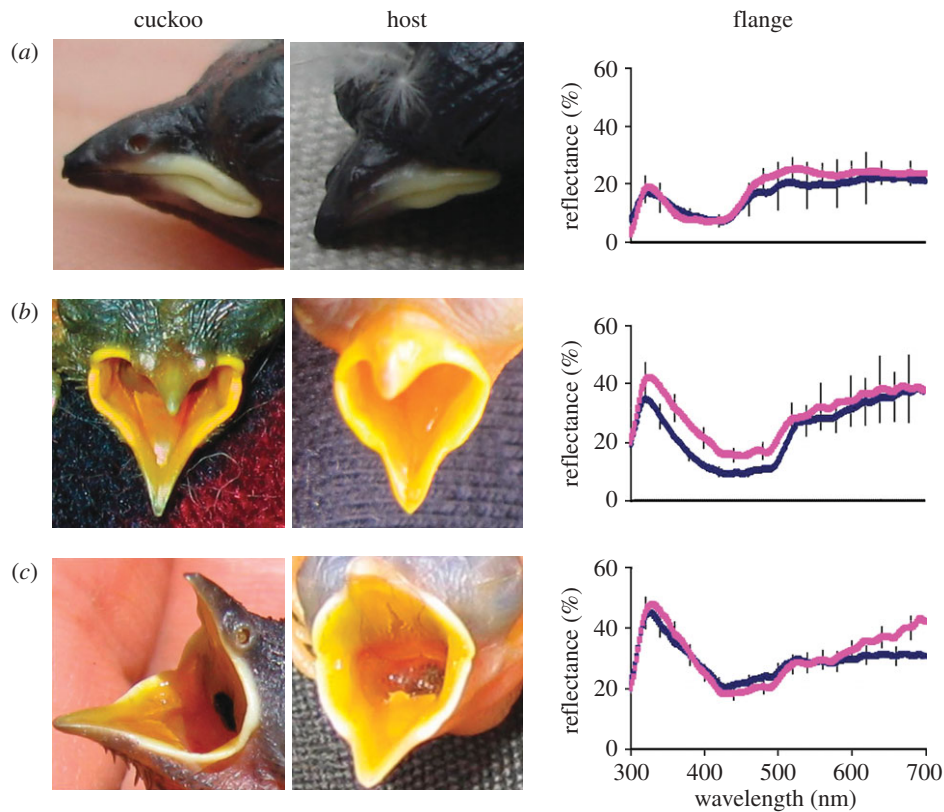 cuckoo host flange
(a)
60
40
20
0
reflectance (%)
(b)
60
40
20
0
reflectance (%)
(c)
60
40
20
0
reflectance (%)
300 400 500 600 700
wavelength (nm)